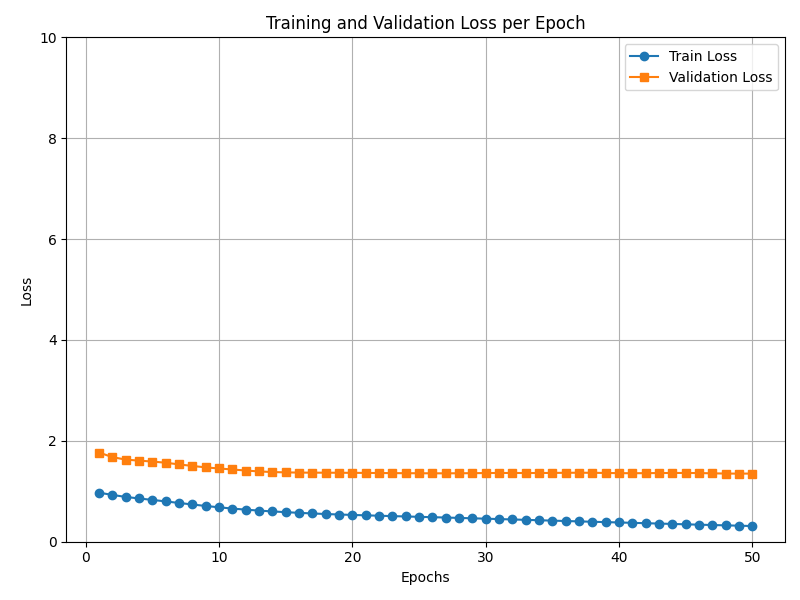 Training and Validation Loss per Epoch
Train Loss
Validation Loss
Loss
10
8
6
4
2
0
0 10 20 30 40 50
Epochs